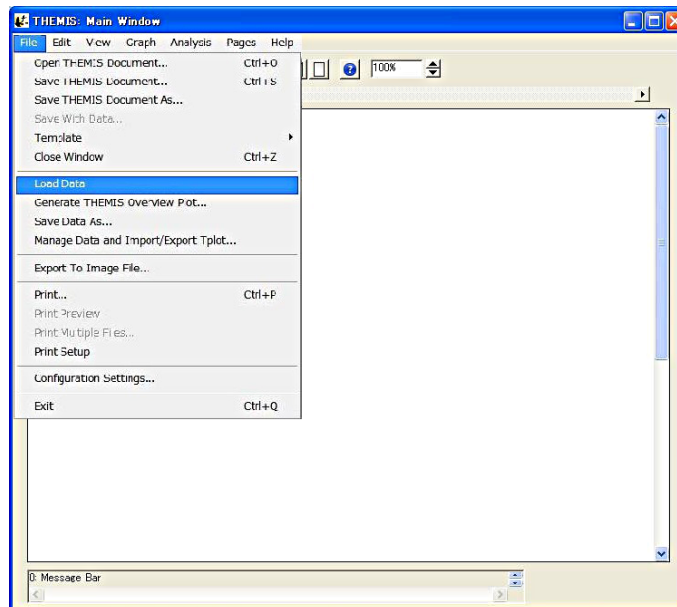 THEMIS: Main Window
File Edit View Graph Analysis Pages Help
100%
Open THEMIS Document... Ctrl+O
Save THEMIS Document... Ctrl+S
Save THEMIS Document As...
Save With Data...
Template
Close Window Ctrl+Z
Load Data
Generate THEMIS Overview Plot...
Save Data As...
Manage Data and Import/Export Tplot...
Export To Image File...
Print... Ctrl+P
Print Preview
Print Multiple Files...
Print Setup
Configuration Settings...
Exit Ctrl+Q
0: Message Bar